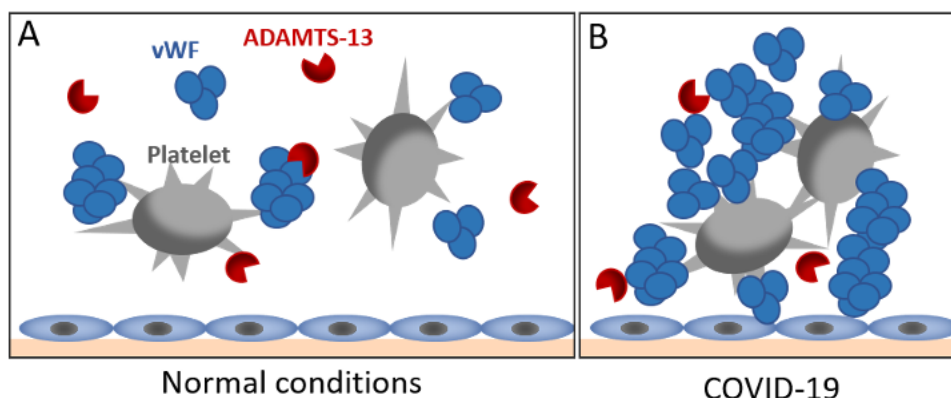 A
vWF
ADAMTS-13
Platelet
B
Normal conditions
COVID-19